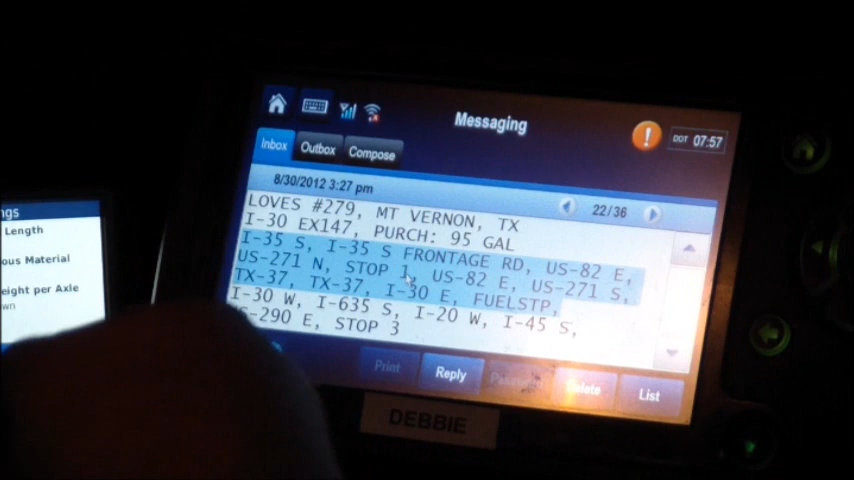 Messaging
DDT 07:57
Inbox
Outbox
Compose
8/30/2012 3:27 pm
22/36
LOVES #279, MT VERNON, TX
I-30 EX147, PURCH: 95 GAL
I-35 S, I-35 S FRONTAGE RD, US-82 E,
US-271 N, STOP 1, US-82 E, US-271 S,
TX-37, TX-37, I-30 E, FUELSTP,
I-30 W, I-635 S, I-20 W, I-45 S,
S-290 E, STOP 3
Print
Reply
List
DEBBIE
ngs
Length
ous Material
eight per Axle
wn